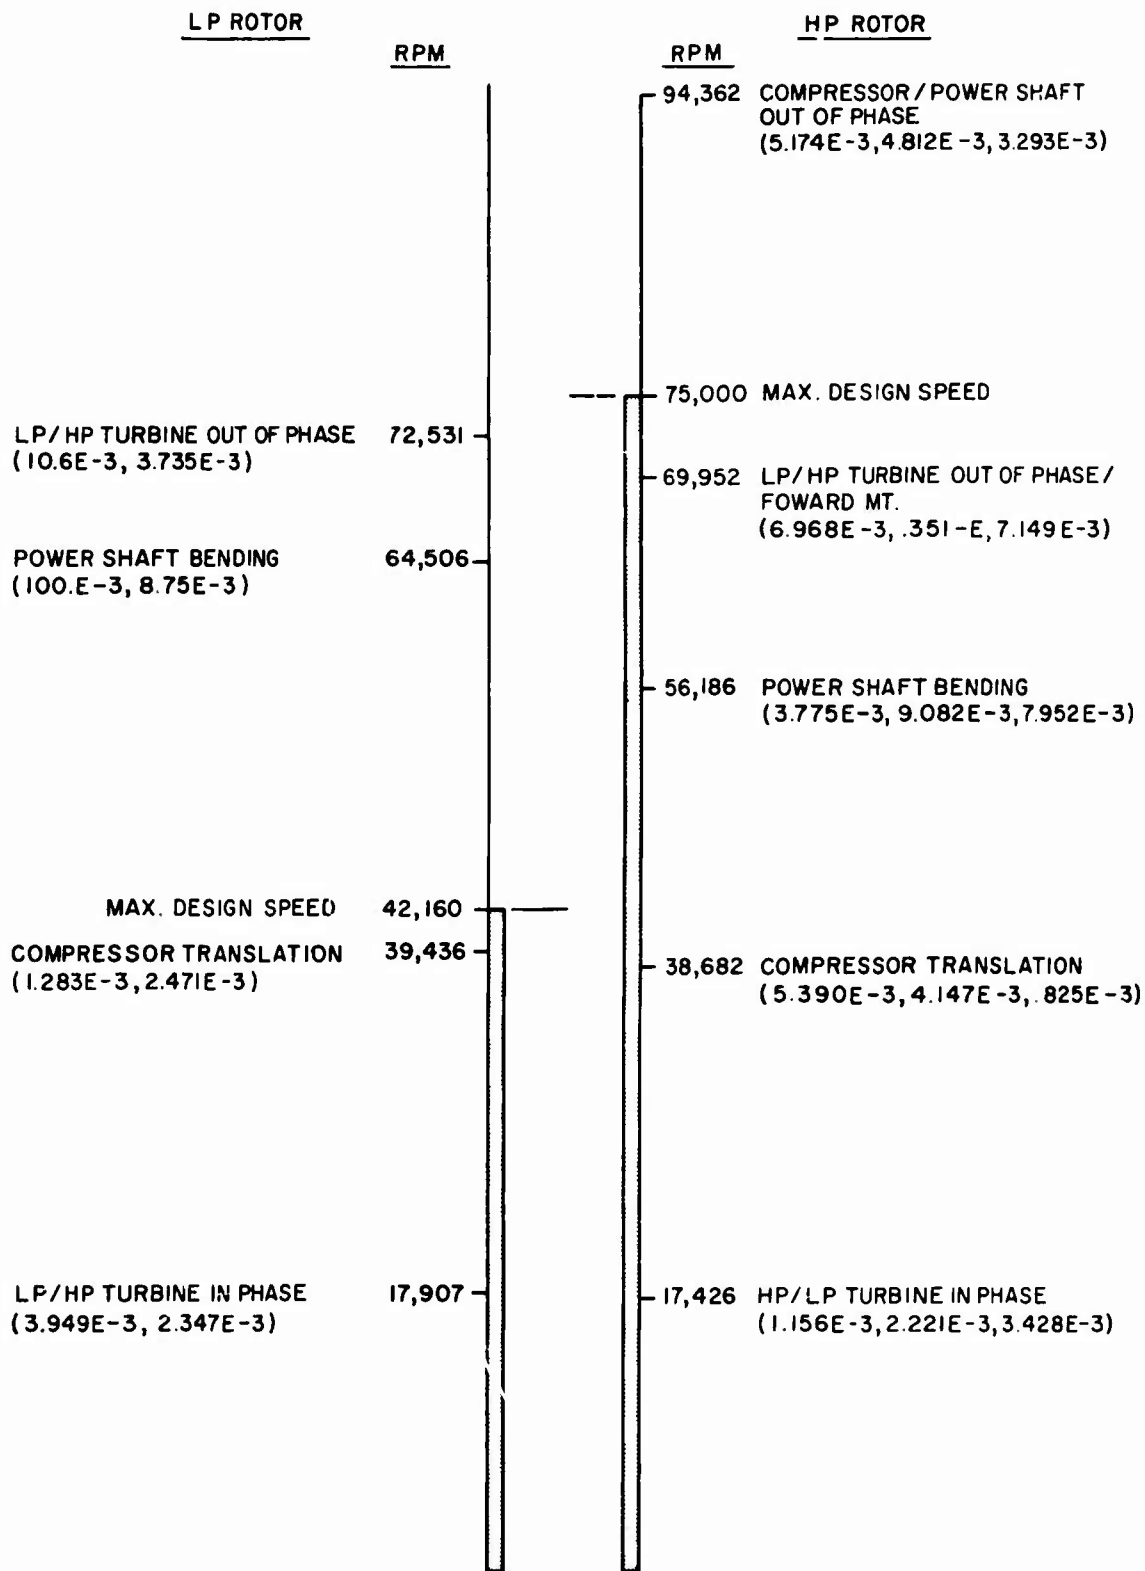 LP ROTOR
RPM
LP/HP TURBINE OUT OF PHASE 72,531
(10.6E-3, 3.735E-3)
POWER SHAFT BENDING 64,506
(100.E-3, 8.75E-3)
MAX. DESIGN SPEED 42,160
COMPRESSOR TRANSLATION 39,436
(1.283E-3, 2.471E-3)
LP/HP TURBINE IN PHASE 17,907
(3.949E-3, 2.347E-3)
HP ROTOR
RPM
94,362 COMPRESSOR/POWER SHAFT
OUT OF PHASE
(5.174E-3, 4.812E-3, 3.293E-3)
75,000 MAX. DESIGN SPEED
69,952 LP/HP TURBINE OUT OF PHASE/
FOWARD MT.
(6.968E-3, .351-E, 7.149E-3)
56,186 POWER SHAFT BENDING
(3.775E-3, 9.082E-3, 7.952E-3)
38,682 COMPRESSOR TRANSLATION
(5.390E-3, 4.147E-3, .825E-3)
17,426 HP/LP TURBINE IN PHASE
(1.156E-3, 2.221E-3, 3.428E-3)